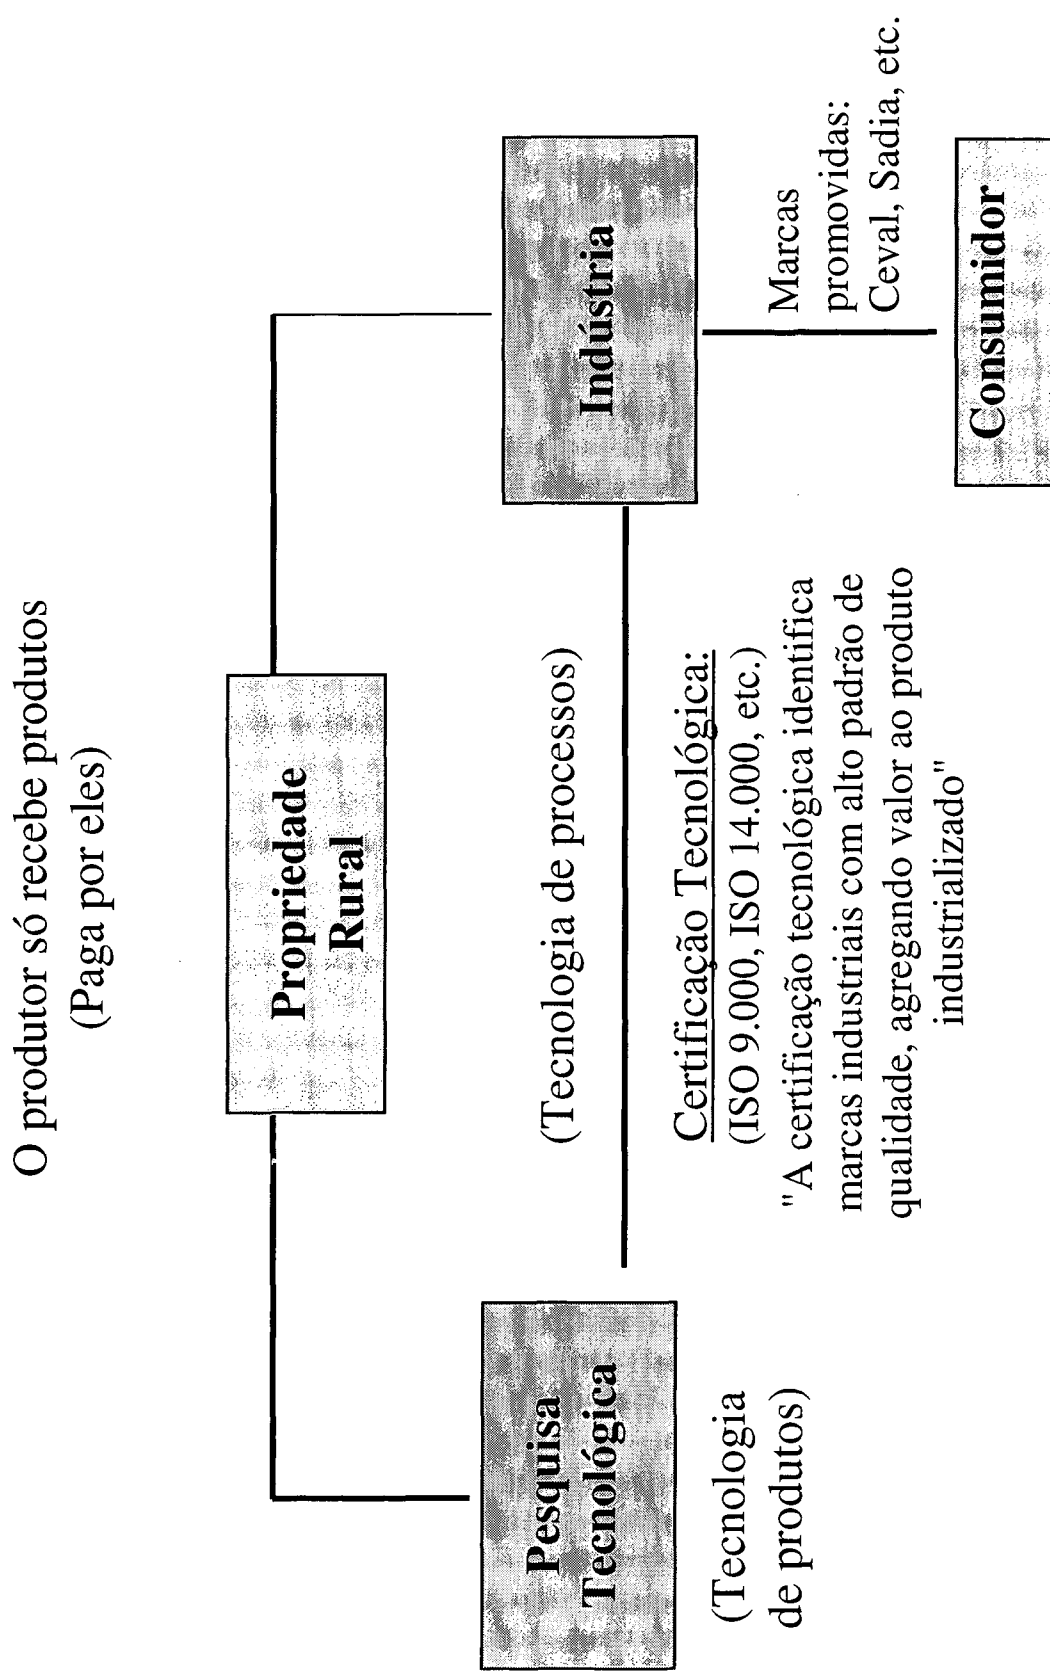 O produtor só recebe produtos
(Paga por eles)
Propriedade
Rural
Pesquisa
Tecnológica
(Tecnologia
de produtos)
(Tecnologia de processos)
Certificação Tecnológica:
(ISO 9.000, ISO 14.000, etc.)
"A certificação tecnológica identifica
marcas industriais com alto padrão de
qualidade, agregando valor ao produto
industrializado"
Indústria
Marcas
promovidas:
Ceval, Sadia, etc.
Consumidor